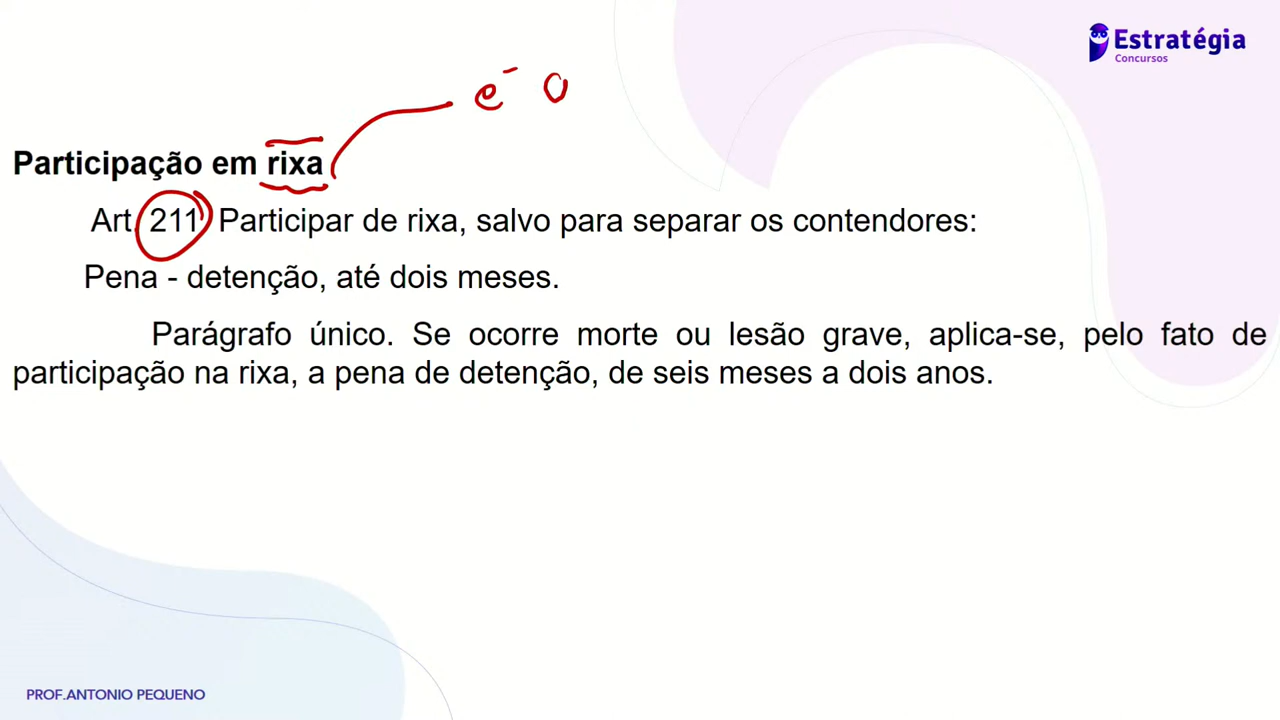 Estratégia
Concursos
é o
Participação em rixa
Art. 211 Participar de rixa, salvo para separar os contendores:
Pena - detenção, até dois meses.
Parágrafo único. Se ocorre morte ou lesão grave, aplica-se, pelo fato de
participação na rixa, a pena de detenção, de seis meses a dois anos.
PROF.ANTONIO PEQUENO